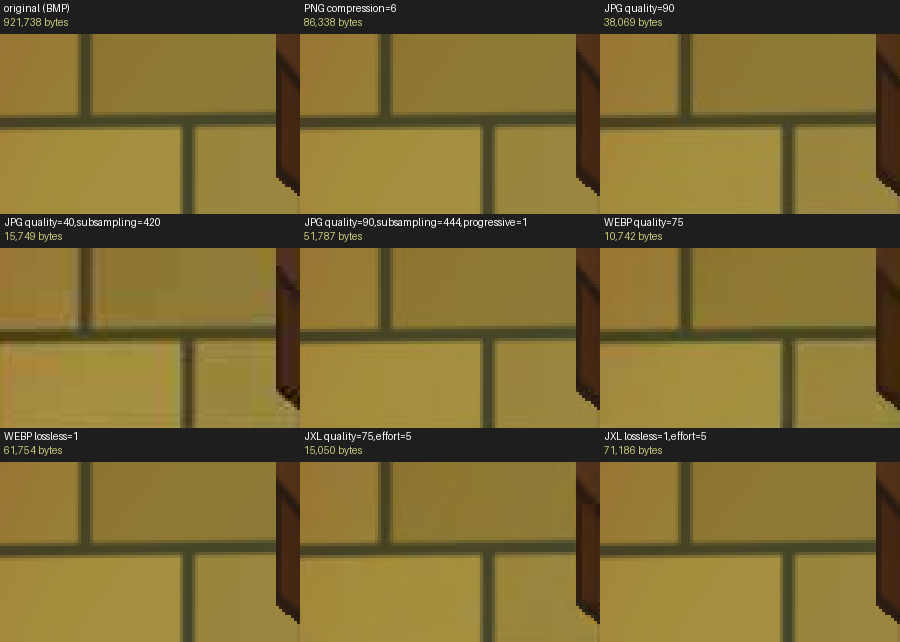 original (BMP)
921,738 bytes
PNG compression=6
86,338 bytes
JPG quality=90
38,069 bytes
JPG quality=40,subsampling=420
15,749 bytes
JPG quality=90,subsampling=444,progressive=1
51,787 bytes
WEBP quality=75
10,742 bytes
WEBP lossless=1
61,754 bytes
JXL quality=75,effort=5
15,050 bytes
JXL lossless=1,effort=5
71,186 bytes